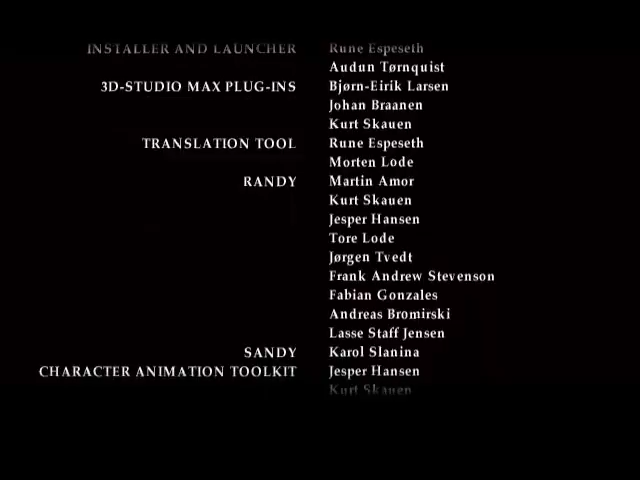 INSTALLER AND LAUNCHER Rune Espeseth
Audun Tørnquist
3D-STUDIO MAX PLUG-INS Bjørn-Eirik Larsen
Johan Braanen
Kurt Skauen
TRANSLATION TOOL Rune Espeseth
Morten Lode
RANDY Martin Amor
Kurt Skauen
Jesper Hansen
Tore Lode
Jørgen Tvedt
Frank Andrew Stevenson
Fabian Gonzales
Andreas Bromirski
Lasse Staff Jensen
SANDY Karol Slanina
CHARACTER ANIMATION TOOLKIT Jesper Hansen
Kurt Skauen